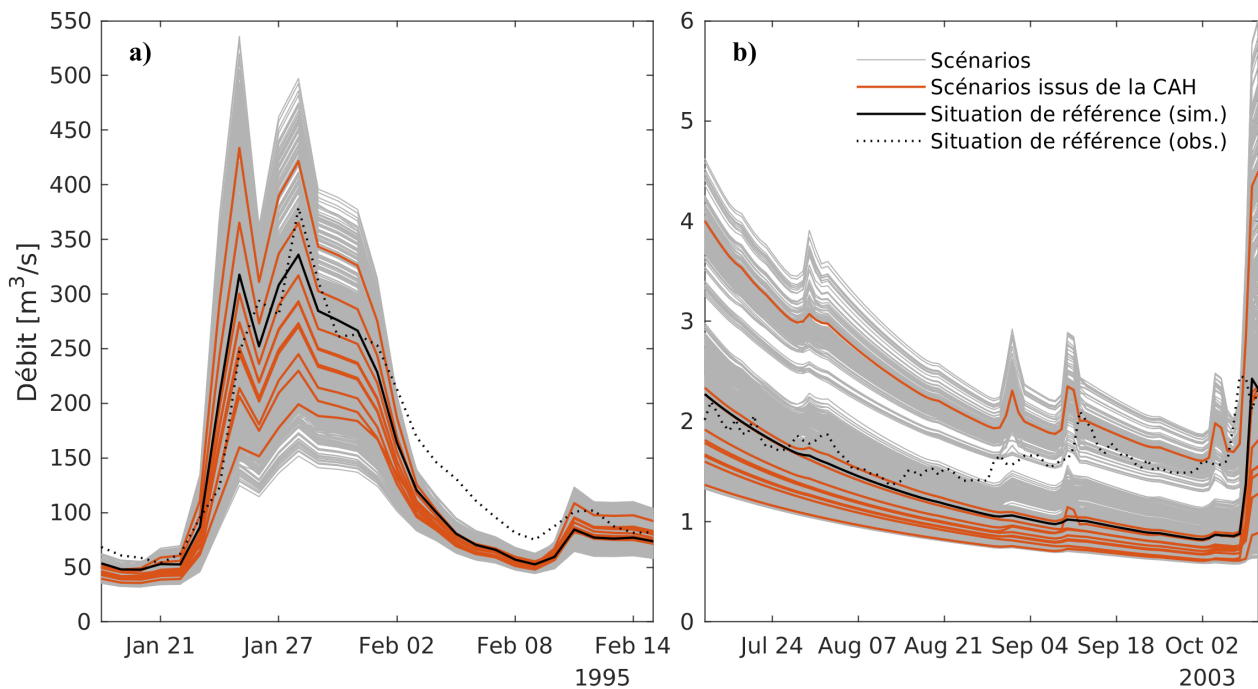 a)
550
500
450
400
350
300
250
200
150
100
50
0
Débit [m³/s]
Jan 21 Jan 27 Feb 02 Feb 08 Feb 14
1995
b)
Scénarios
Scénarios issus de la CAH
Situation de référence (sim.)
Situation de référence (obs.)
6
5
4
3
2
1
0
Jul 24 Aug 07 Aug 21 Sep 04 Sep 18 Oct 02
2003